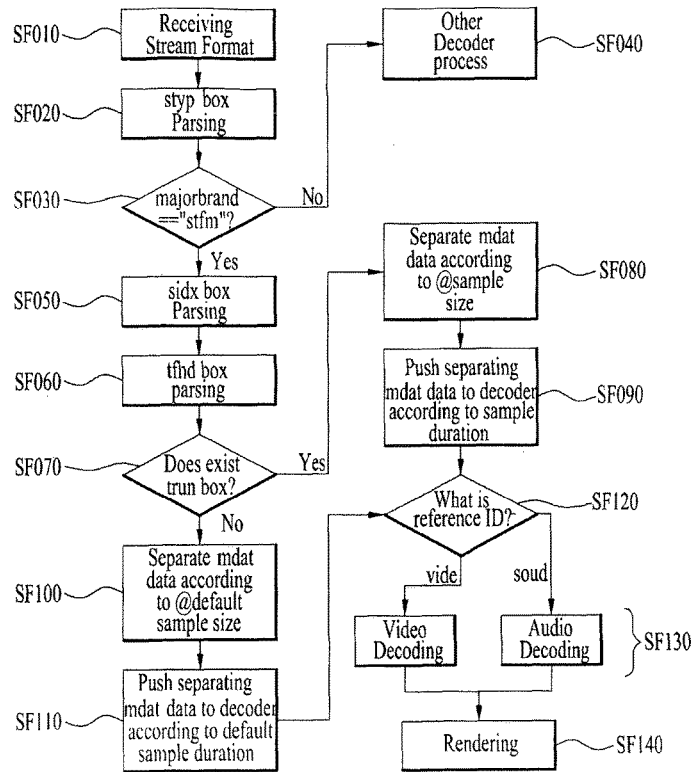 SF010
Receiving
Stream Format
SF020
styp box
Parsing
SF030
majorbrand
=="stfm"?
No
Yes
Other
Decoder
process
SF040
SF050
sidx box
Parsing
SF060
tfhd box
parsing
SF070
Does exist
trun box?
Yes
No
Separate mdat
data according
to @sample
size
SF080
Push separating
mdat data to decoder
according to sample
duration
SF090
SF100
Separate mdat
data according
to @default
sample size
SF110
Push separating
mdat data to decoder
according to default
sample duration
What is
reference ID?
SF120
vide
soud
Video
Decoding
Audio
Decoding
SF130
Rendering
SF140